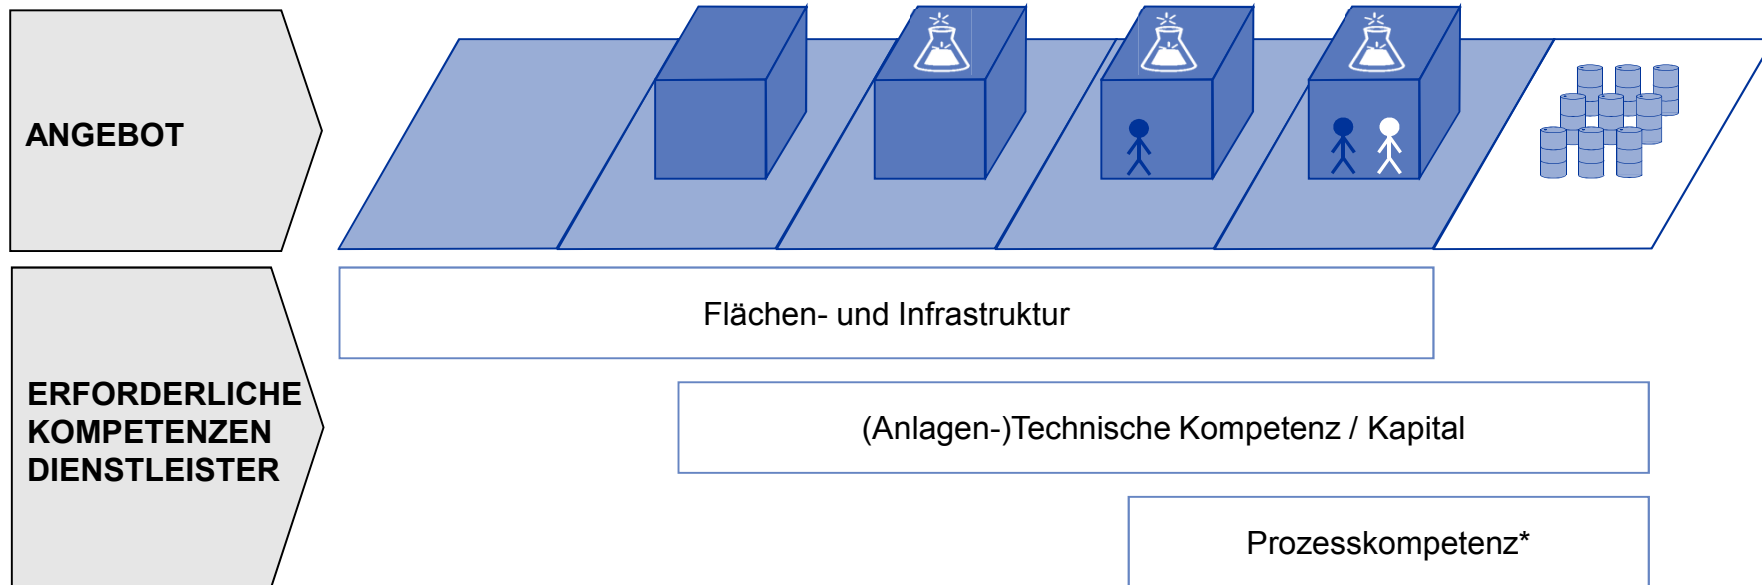 ANGEBOT
Flächen- und Infrastruktur
ERFORDERLICHE
KOMPETENZEN
DIENSTLEISTER
(Anlagen-)Technische Kompetenz / Kapital
Prozesskompetenz*